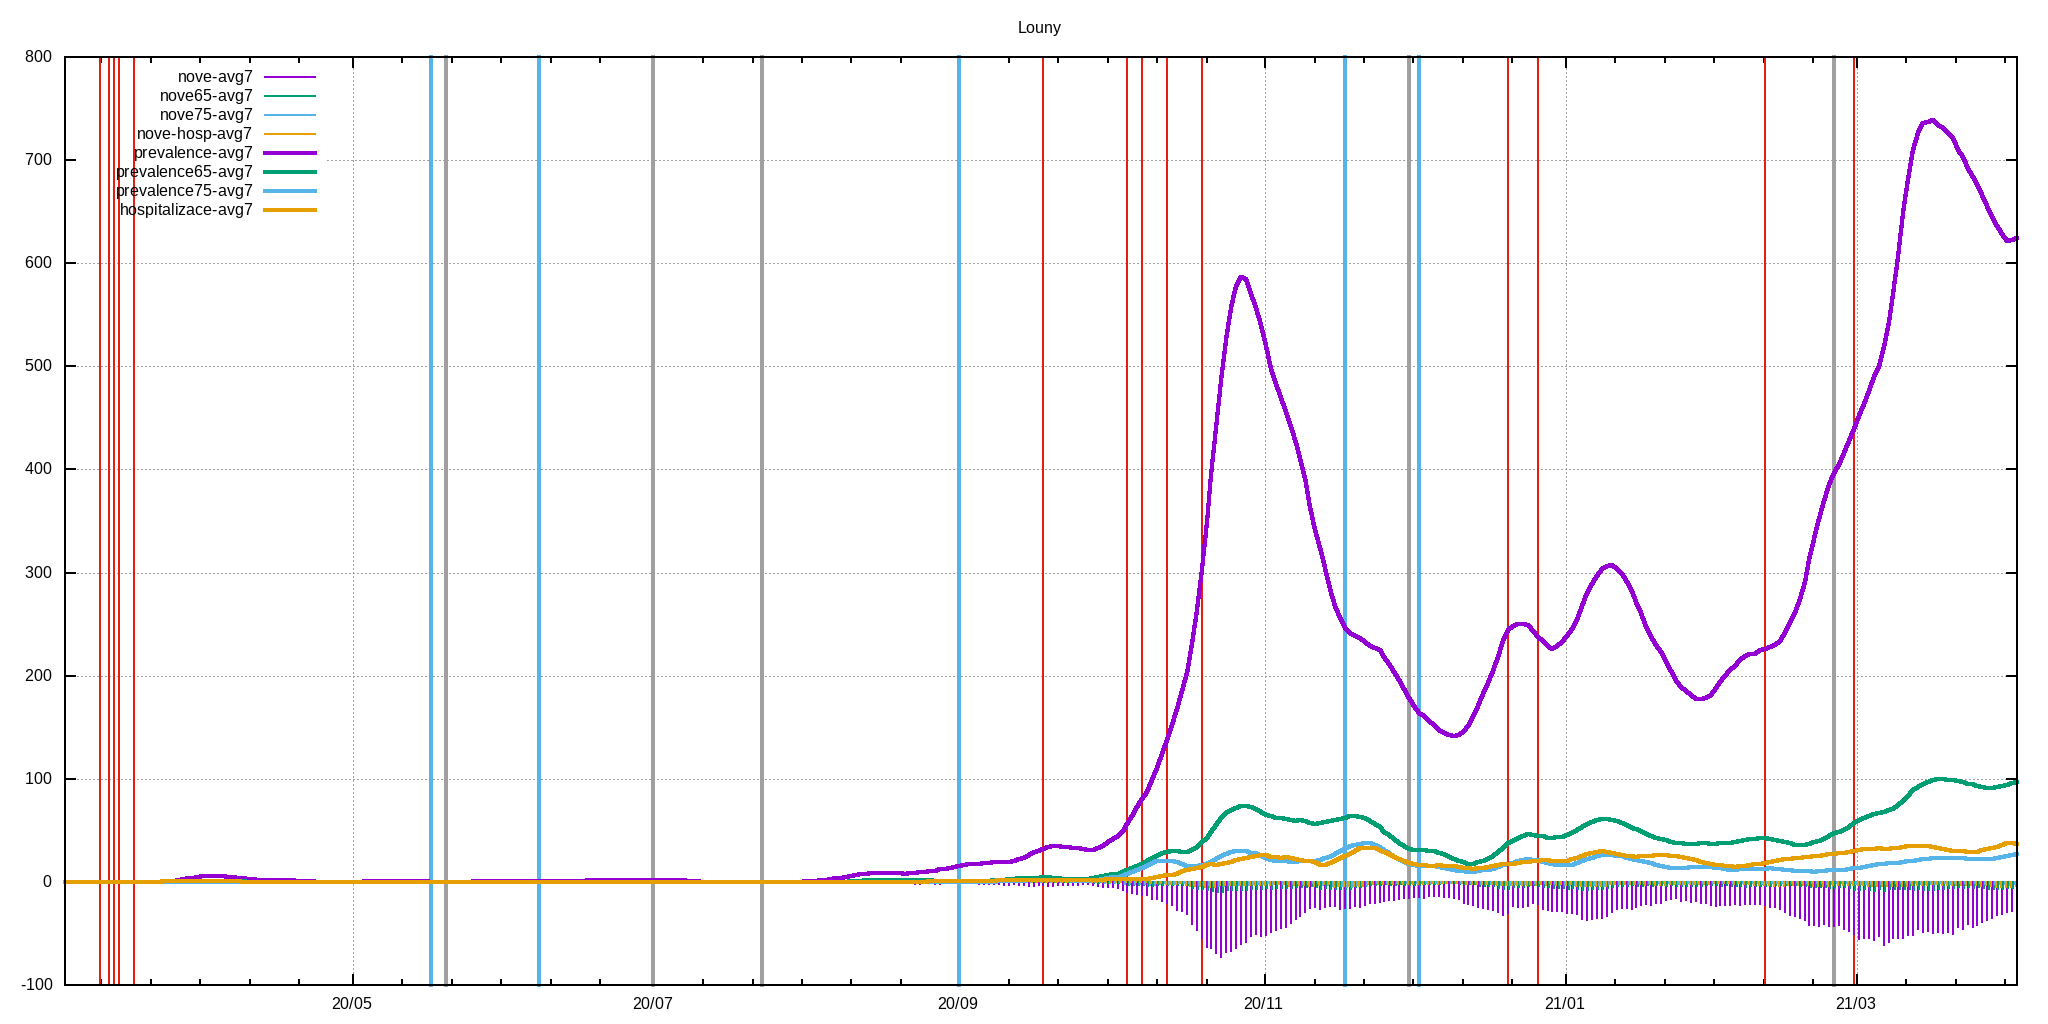 Louny
800
700
600
500
400
300
200
100
0
-100
nove-avg7
nove65-avg7
nove75-avg7
nove-hosp-avg7
prevalence-avg7
prevalence65-avg7
prevalence75-avg7
hospitalizace-avg7
20/05 20/07 20/09 20/11 21/01 21/03